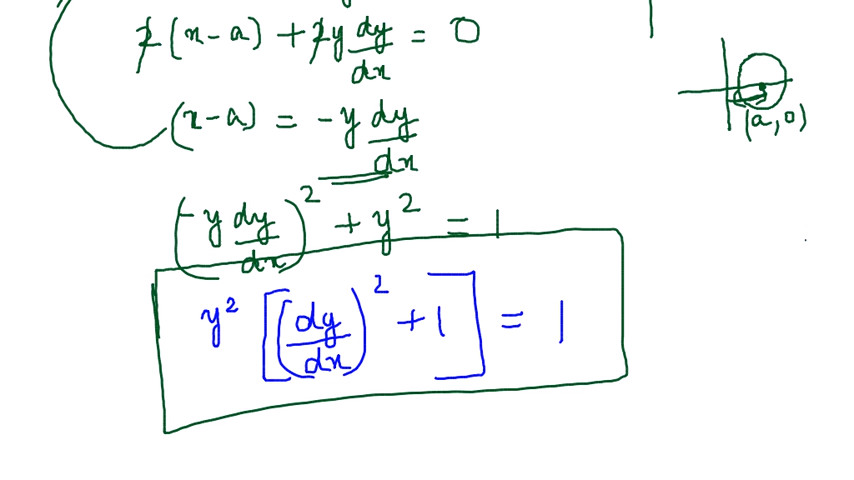 2(x-a) + 2y dy/dx = 0
(x-a) = -y dy/dx
(a,0)
(-y dy/dx)² + y² = 1
y² [(dy/dx)² + 1] = 1